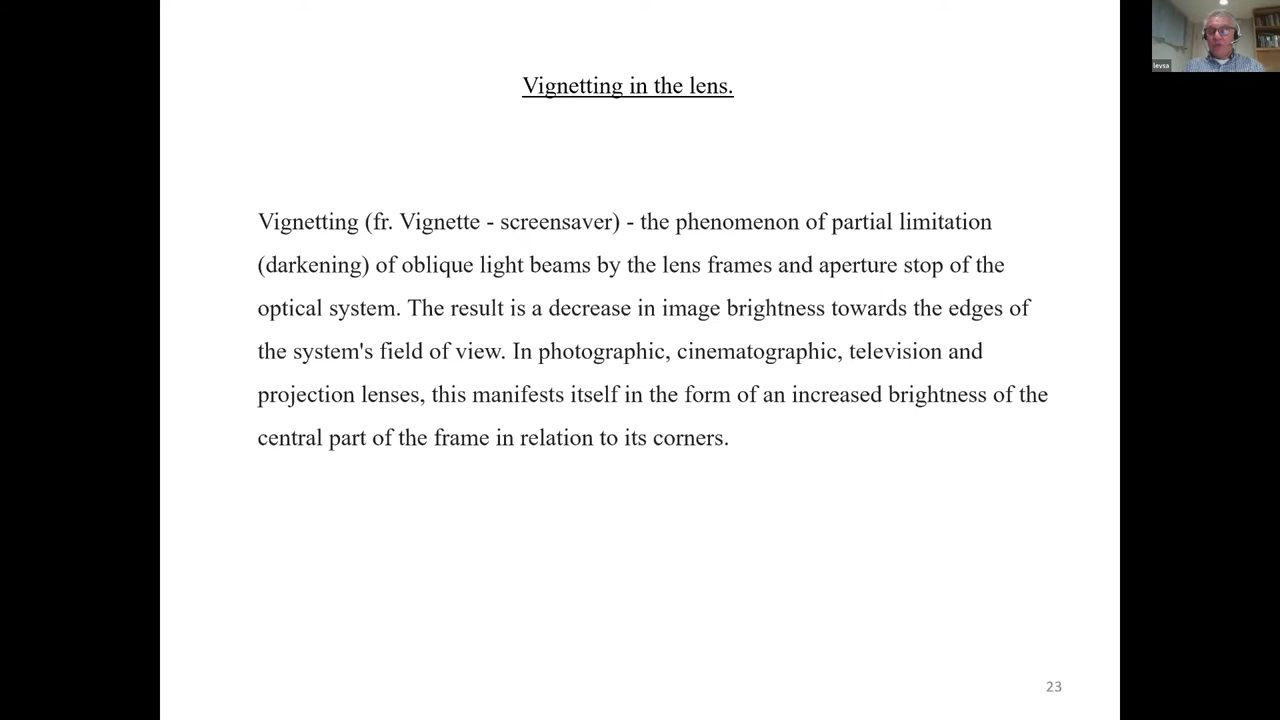 Vignetting in the lens.
Vignetting (fr. Vignette - screensaver) - the phenomenon of partial limitation
(darkening) of oblique light beams by the lens frames and aperture stop of the
optical system. The result is a decrease in image brightness towards the edges of
the system's field of view. In photographic, cinematographic, television and
projection lenses, this manifests itself in the form of an increased brightness of the
central part of the frame in relation to its corners.
23
levsa